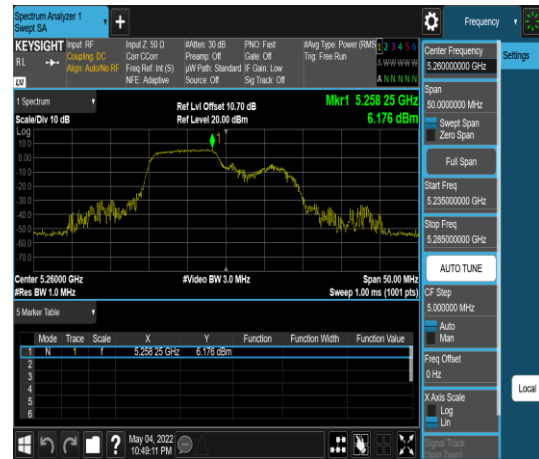 Spectrum Analyzer 1
Swept SA
Frequency
KEYSIGHT
RL
Input: RF
Coupling: DC
Align: Auto/No RF
Input Z: 50 Ω
Corr CCorr
Freq Ref: Int (S)
NFE: Adaptive
#Atten: 30 dB
Preamp: Off
µW Path: Standard
Source: Off
PNO: Fast
Gate: Off
IF Gain: Low
Sig Track: Off
#Avg Type: Power (RMS)
Trig: Free Run
1 2 3 4 5 6
A W W W W W
A N N N N N
1 Spectrum
Scale/Div 10 dB
Ref Lvl Offset 10.70 dB
Ref Level 20.00 dBm
Mkr1 5.258 25 GHz
6.176 dBm
Log
10.0
0.00
-10.0
-20.0
-30.0
-40.0
-50.0
-60.0
-70.0
1
Center 5.26000 GHz
#Res BW 1.0 MHz
#Video BW 3.0 MHz
Span 50.00 MHz
Sweep 1.00 ms (1001 pts)
5 Marker Table
Mode Trace Scale X Y Function Function Width Function Value
1 N 1 f 5.258 25 GHz 6.176 dBm
2
3
4
5
6
May 04, 2022
10:49:11 PM
Center Frequency
5.260000000 GHz
Span
50.0000000 MHz
Swept Span
Zero Span
Full Span
Start Freq
5.235000000 GHz
Stop Freq
5.285000000 GHz
AUTO TUNE
CF Step
5.000000 MHz
Auto
Man
Freq Offset
0 Hz
X Axis Scale
Log
Lin
Signal Track
(Span Zoom)
Settings
Local